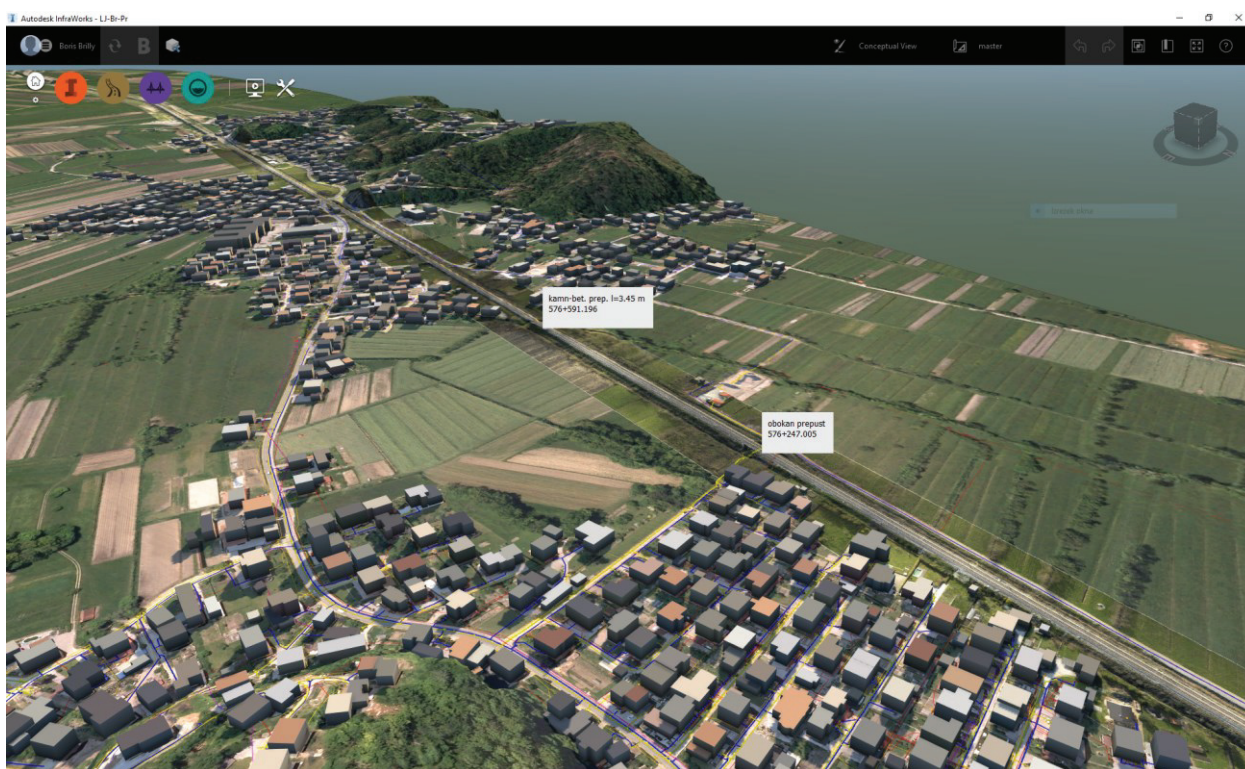 Autodesk InfraWorks - LJ-Br-Pr
Boris Brilly
B
Conceptual View
master
kamn-bet. prep. l=3.45 m
576+591.196
obokan prepust
576+247.005